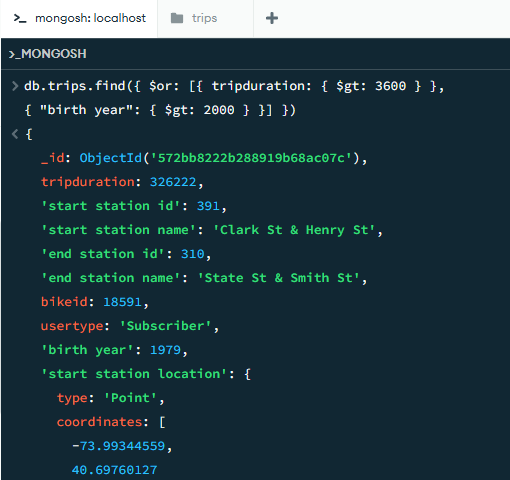 >_ mongosh: localhost
trips
+
>_MONGOSH
> db.trips.find({ $or: [{ tripduration: { $gt: 3600 } },
{ "birth year": { $gt: 2000 } }] })
< {
_id: ObjectId('572bb8222b288919b68ac07c'),
tripduration: 326222,
'start station id': 391,
'start station name': 'Clark St & Henry St',
'end station id': 310,
'end station name': 'State St & Smith St',
bikeid: 18591,
usertype: 'Subscriber',
'birth year': 1979,
'start station location': {
type: 'Point',
coordinates: [
-73.99344559,
40.69760127